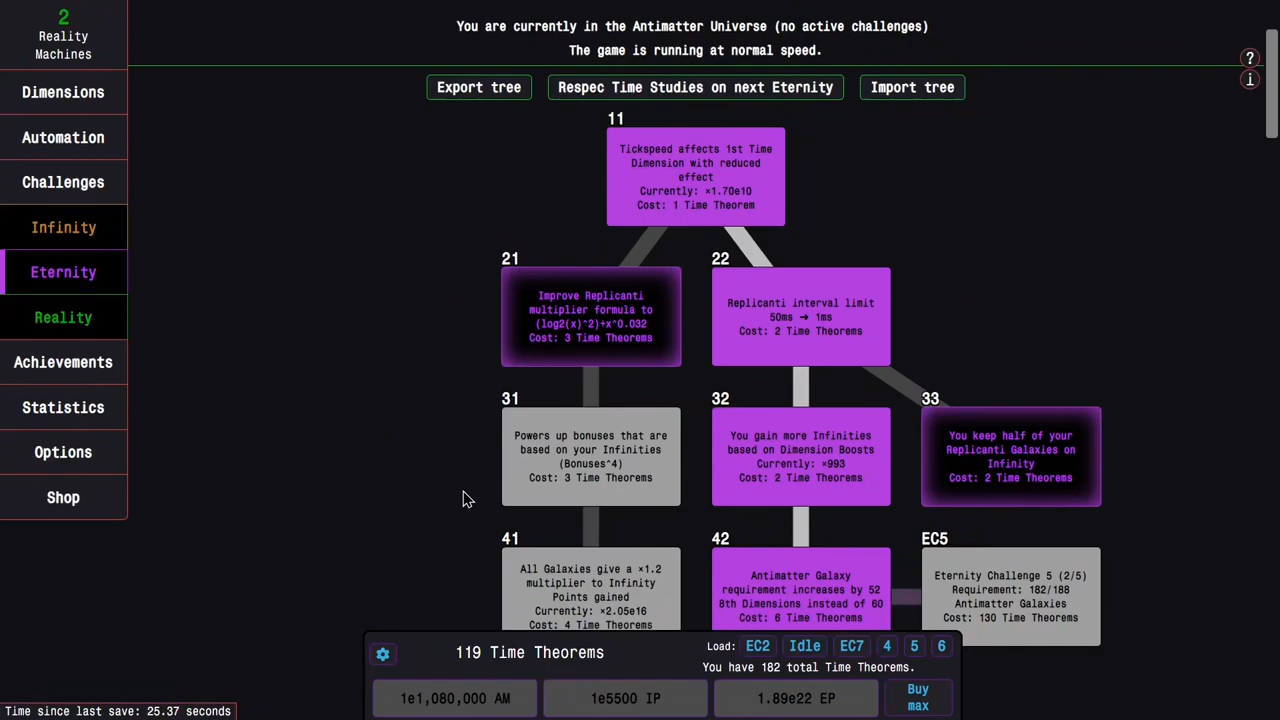 2
Reality
Machines
Dimensions
Automation
Challenges
Infinity
Eternity
Reality
Achievements
Statistics
Options
Shop
You are currently in the Antimatter Universe (no active challenges)
The game is running at normal speed.
?
i
Export tree
Respec Time Studies on next Eternity
Import tree
11
Tickspeed affects 1st Time
Dimension with reduced
effect
Currently: ×1.70e10
Cost: 1 Time Theorem
21
Improve Replicanti
multiplier formula to
(log2(x)^2)+x^0.032
Cost: 3 Time Theorems
22
Replicanti interval limit
50ms ➜ 1ms
Cost: 2 Time Theorems
31
Powers up bonuses that are
based on your Infinities
(Bonuses^4)
Cost: 3 Time Theorems
32
You gain more Infinities
based on Dimension Boosts
Currently: ×993
Cost: 2 Time Theorems
33
You keep half of your
Replicanti Galaxies on
Infinity
Cost: 2 Time Theorems
41
All Galaxies give a ×1.2
multiplier to Infinity
Points gained
Currently: ×2.05e16
Cost: 4 Time Theorems
42
Antimatter Galaxy
requirement increases by 52
8th Dimensions instead of 60
Cost: 6 Time Theorems
EC5
Eternity Challenge 5 (2/5)
Requirement: 182/188
Antimatter Galaxies
Cost: 130 Time Theorems
119 Time Theorems
Load: EC2 Idle EC7 4 5 6
You have 182 total Time Theorems.
1e1,080,000 AM
1e5500 IP
1.89e22 EP
Buy
max
Time since last save: 25.37 seconds